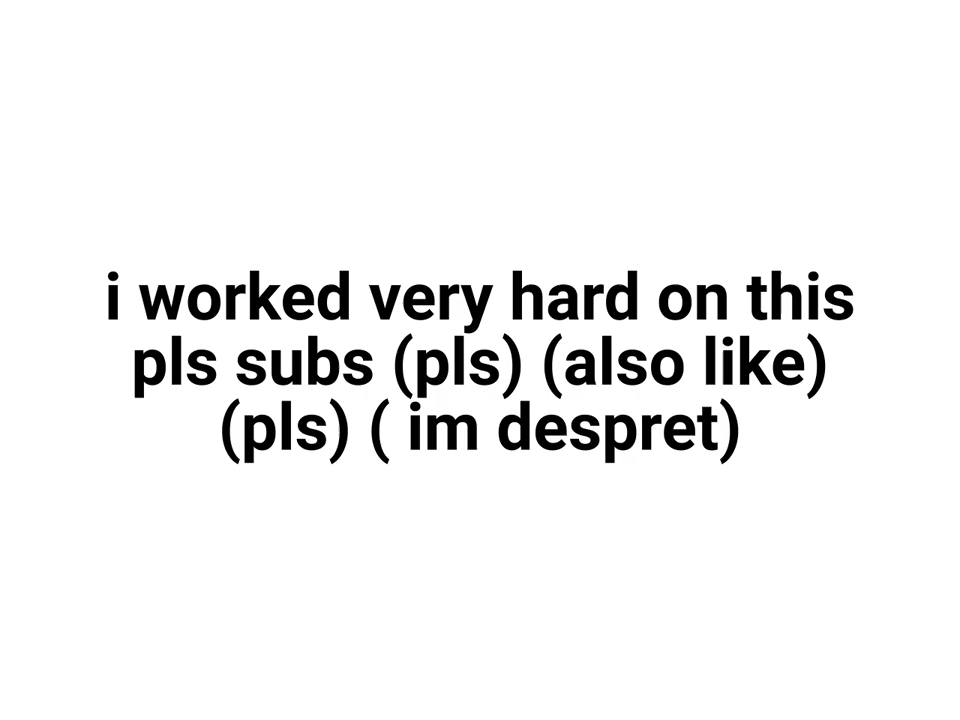 i worked very hard on this
pls subs (pls) (also like)
(pls) ( im despret)